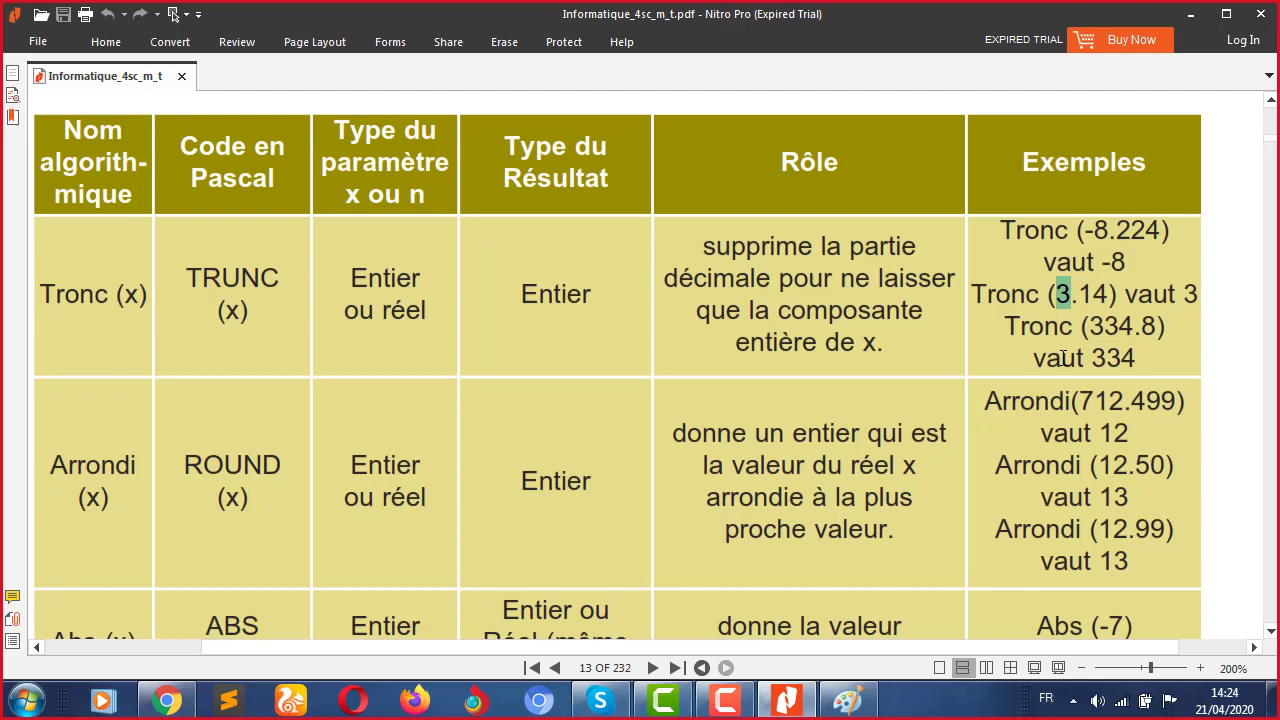 Informatique_4sc_m_t.pdf - Nitro Pro (Expired Trial)
File Home Convert Review Page Layout Forms Share Erase Protect Help EXPIRED TRIAL Buy Now Log In
Informatique_4sc_m_t
Nom
algorith-
mique
Code en
Pascal
Type du
paramètre
x ou n
Type du
Résultat
Rôle
Exemples
Tronc (x)
TRUNC
(x)
Entier
ou réel
Entier
supprime la partie
décimale pour ne laisser
que la composante
entière de x.
Tronc (-8.224)
vaut -8
Tronc (3.14) vaut 3
Tronc (334.8)
vaut 334
Arrondi
(x)
ROUND
(x)
Entier
ou réel
Entier
donne un entier qui est
la valeur du réel x
arrondie à la plus
proche valeur.
Arrondi(712.499)
vaut 12
Arrondi (12.50)
vaut 13
Arrondi (12.99)
vaut 13
Abs (x)
ABS
Entier
Entier ou
Réel (même
donne la valeur
Abs (-7)
13 OF 232
200%
FR
14:24
21/04/2020